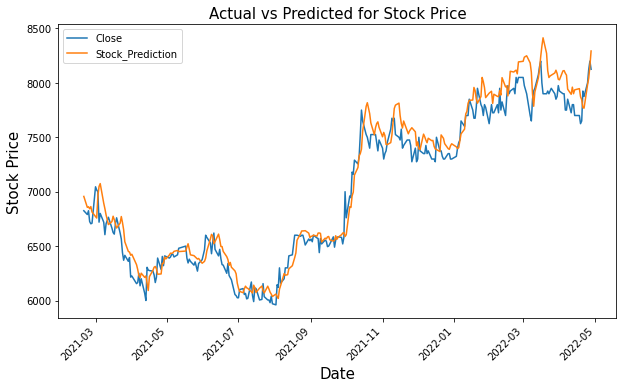 Actual vs Predicted for Stock Price
Close
Stock_Prediction
Stock Price
8500
8000
7500
7000
6500
6000
2021-03
2021-05
2021-07
2021-09
2021-11
2022-01
2022-03
2022-05
Date